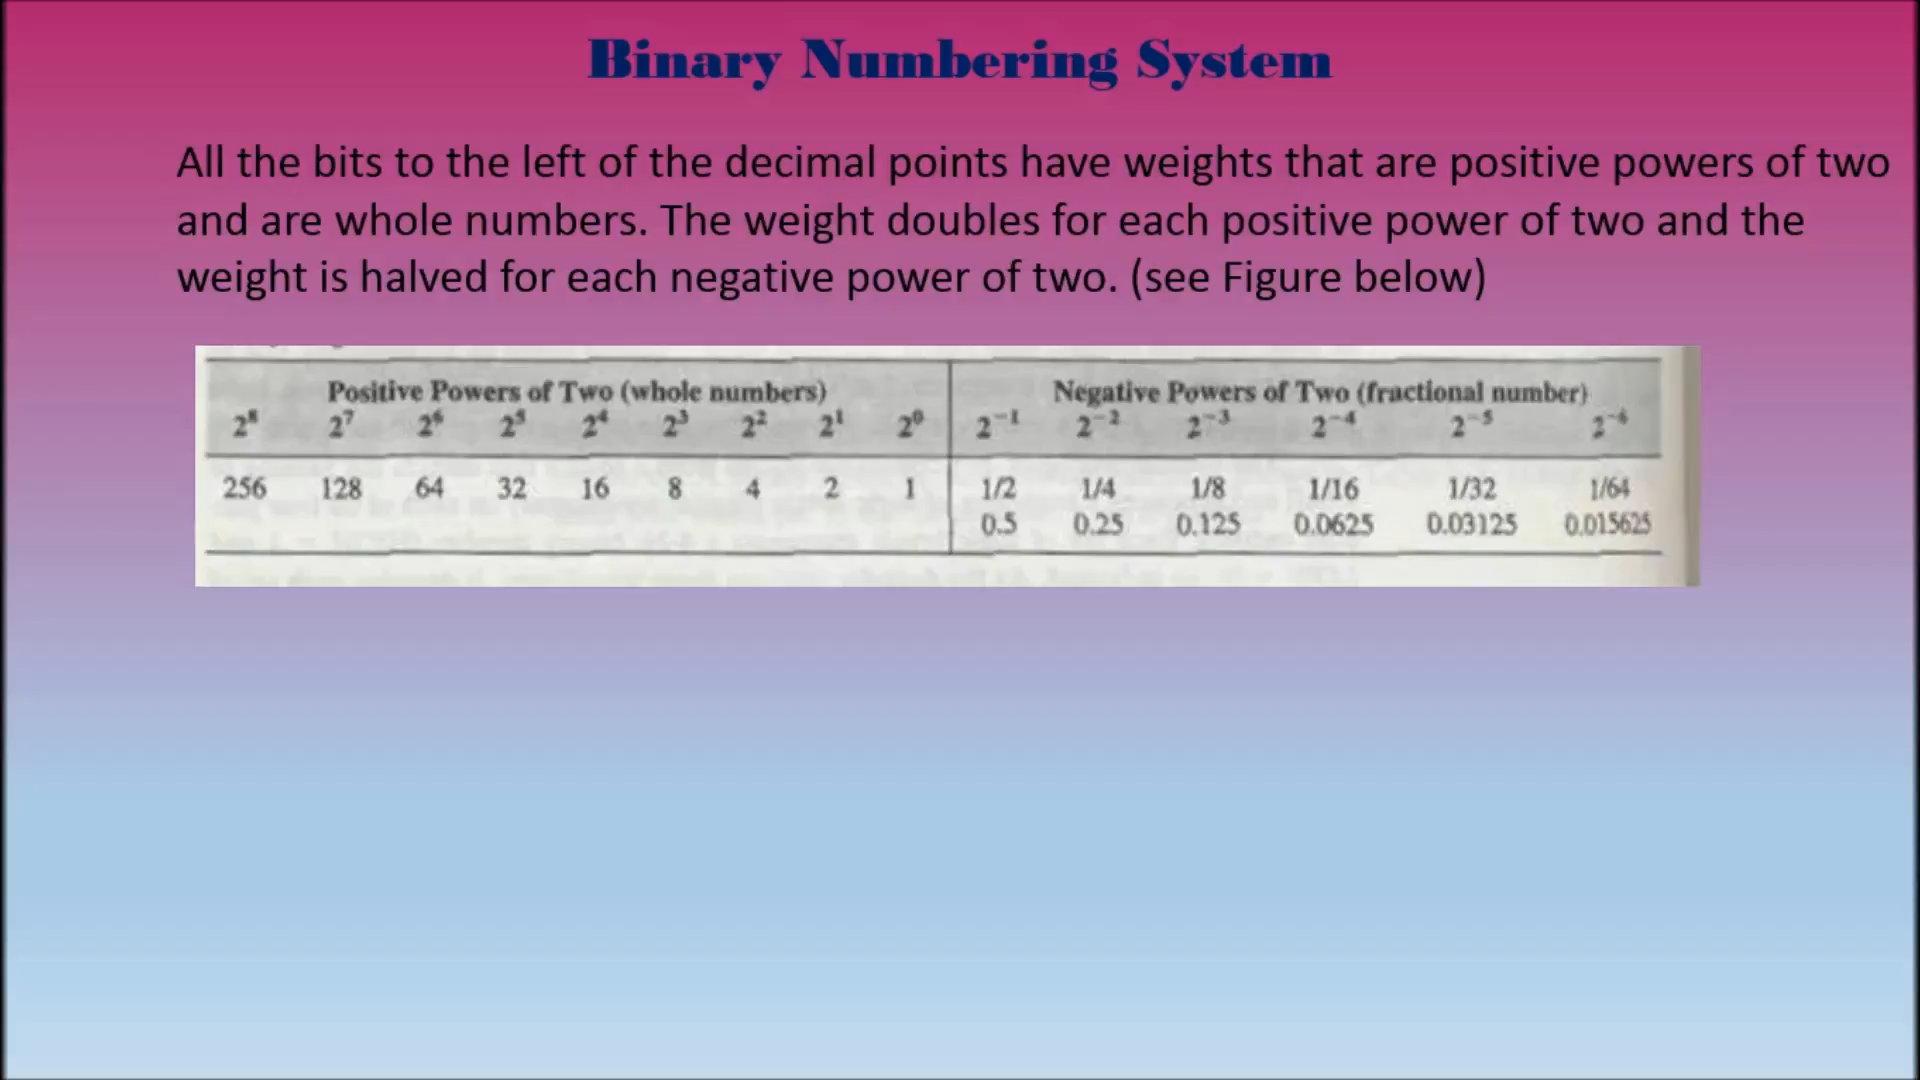 Binary Numbering System
All the bits to the left of the decimal points have weights that are positive powers of two
and are whole numbers. The weight doubles for each positive power of two and the
weight is halved for each negative power of two. (see Figure below)
Positive Powers of Two (whole numbers) Negative Powers of Two (fractional number)
2⁸ 2⁷ 2⁶ 2⁵ 2⁴ 2³ 2² 2¹ 2⁰ 2⁻¹ 2⁻² 2⁻³ 2⁻⁴ 2⁻⁵ 2⁻⁶
256 128 64 32 16 8 4 2 1 1/2 1/4 1/8 1/16 1/32 1/64
0.5 0.25 0.125 0.0625 0.03125 0.015625